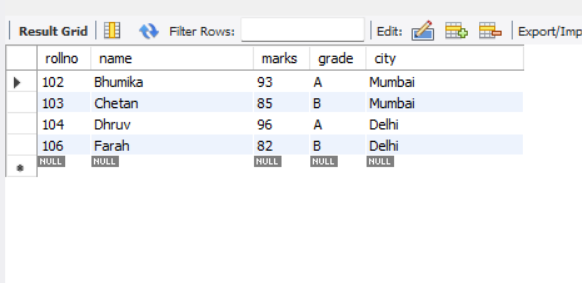 Result Grid Filter Rows: Edit: Export/Imp
rollno name marks grade city
102 Bhumika 93 A Mumbai
103 Chetan 85 B Mumbai
104 Dhruv 96 A Delhi
106 Farah 82 B Delhi
NULL NULL NULL NULL NULL